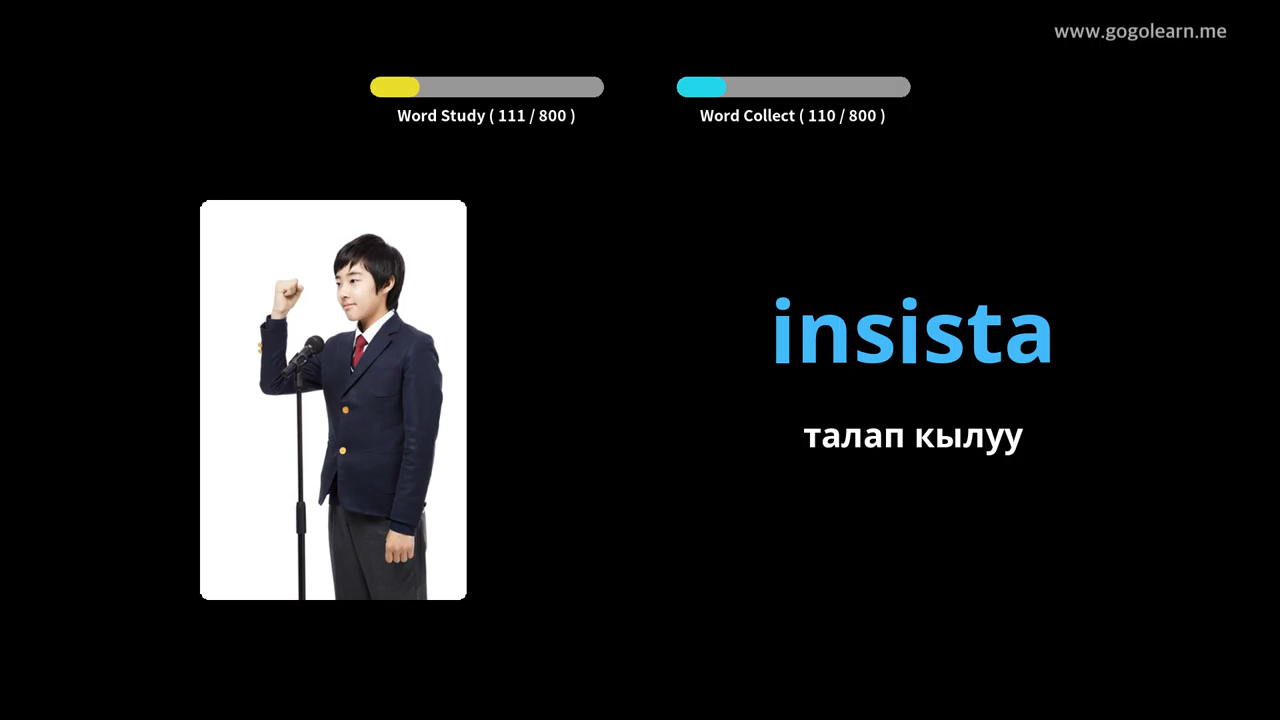 www.gogolearn.me
Word Study ( 111 / 800 )
Word Collect ( 110 / 800 )
insista
талап кылуу